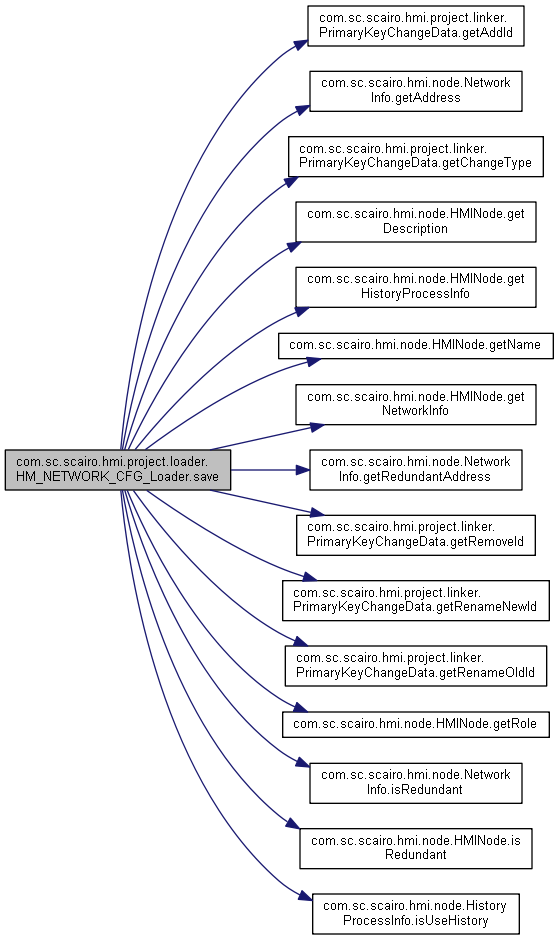 com.sc.scairo.hmi.project.linker.
PrimaryKeyChangeData.getAddId
com.sc.scairo.hmi.node.Network
Info.getAddress
com.sc.scairo.hmi.project.linker.
PrimaryKeyChangeData.getChangeType
com.sc.scairo.hmi.node.HMINode.get
Description
com.sc.scairo.hmi.node.HMINode.get
HistoryProcessInfo
com.sc.scairo.hmi.node.HMINode.getName
com.sc.scairo.hmi.node.HMINode.get
NetworkInfo
com.sc.scairo.hmi.project.loader.
HM_NETWORK_CFG_Loader.save
com.sc.scairo.hmi.node.Network
Info.getRedundantAddress
com.sc.scairo.hmi.project.linker.
PrimaryKeyChangeData.getRemoveId
com.sc.scairo.hmi.project.linker.
PrimaryKeyChangeData.getRenameNewId
com.sc.scairo.hmi.project.linker.
PrimaryKeyChangeData.getRenameOldId
com.sc.scairo.hmi.node.HMINode.getRole
com.sc.scairo.hmi.node.Network
Info.isRedundant
com.sc.scairo.hmi.node.HMINode.is
Redundant
com.sc.scairo.hmi.node.History
ProcessInfo.isUseHistory